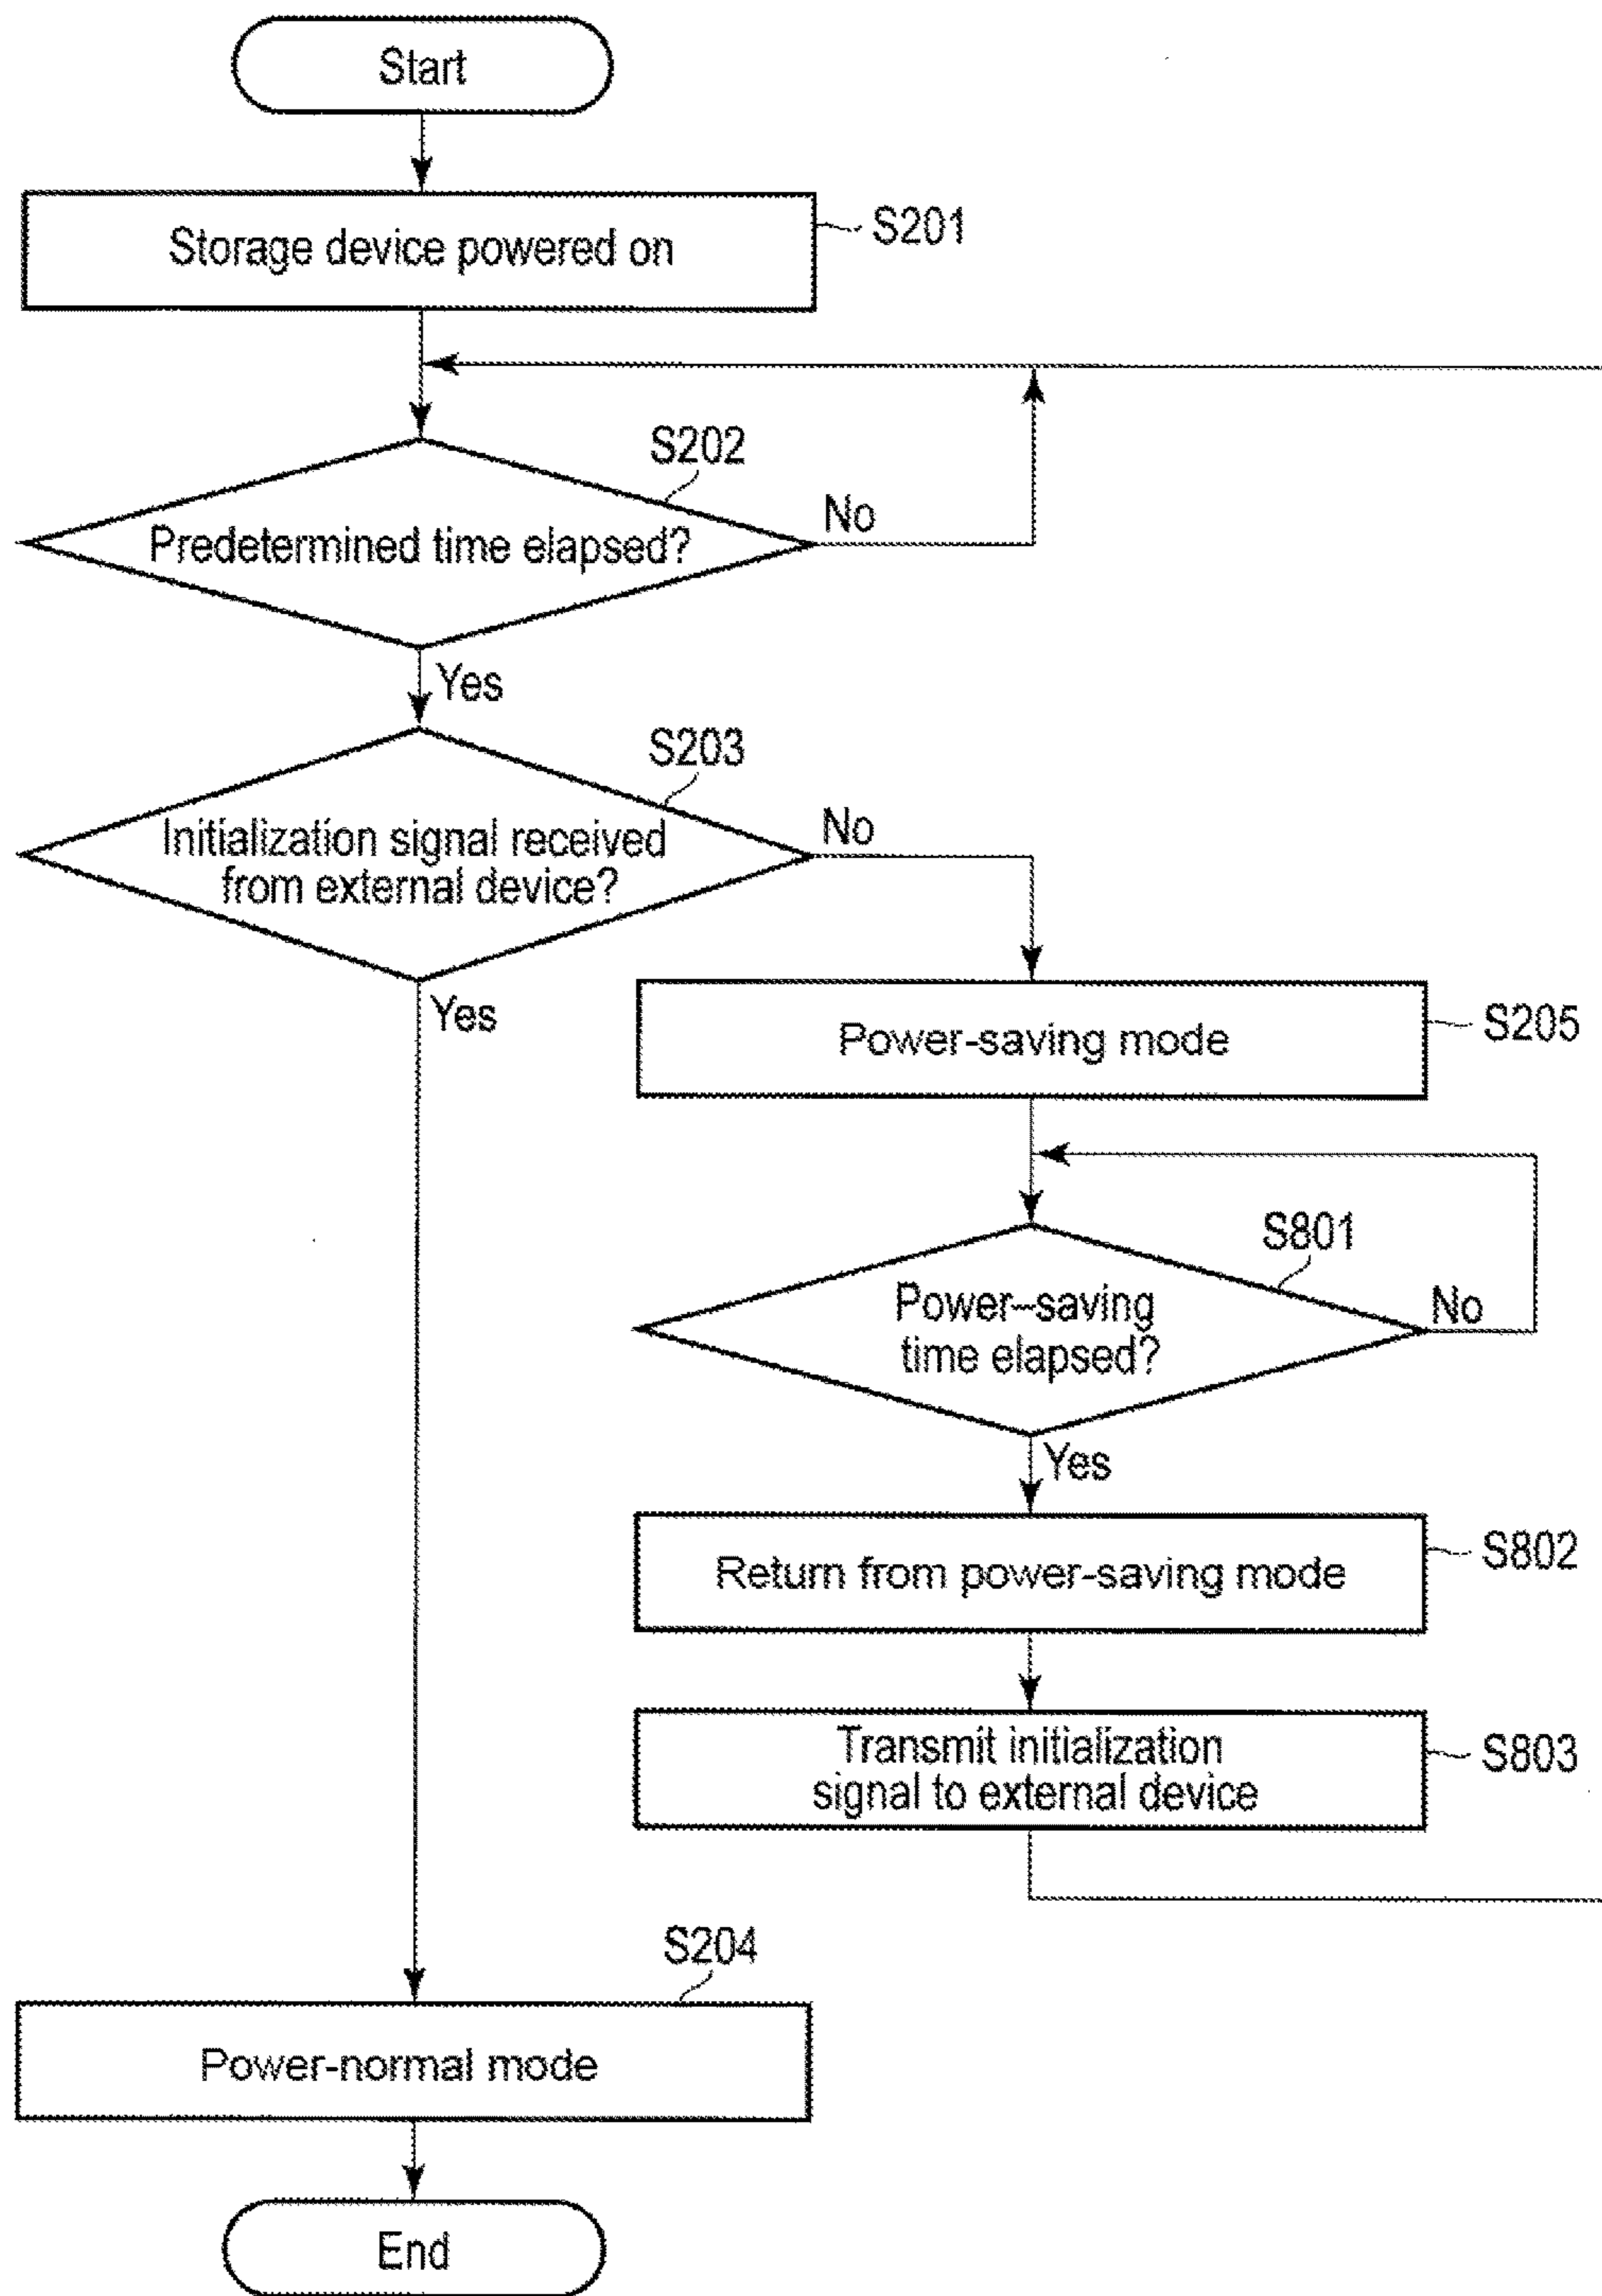 Start
Storage device powered on
S201
S202
Predetermined time elapsed?
No
Yes
S203
Initialization signal received
from external device?
No
Yes
Power-saving mode
S205
S801
Power-saving
time elapsed?
No
Yes
Return from power-saving mode
S802
Transmit initialization
signal to external device
S803
S204
Power-normal mode
End